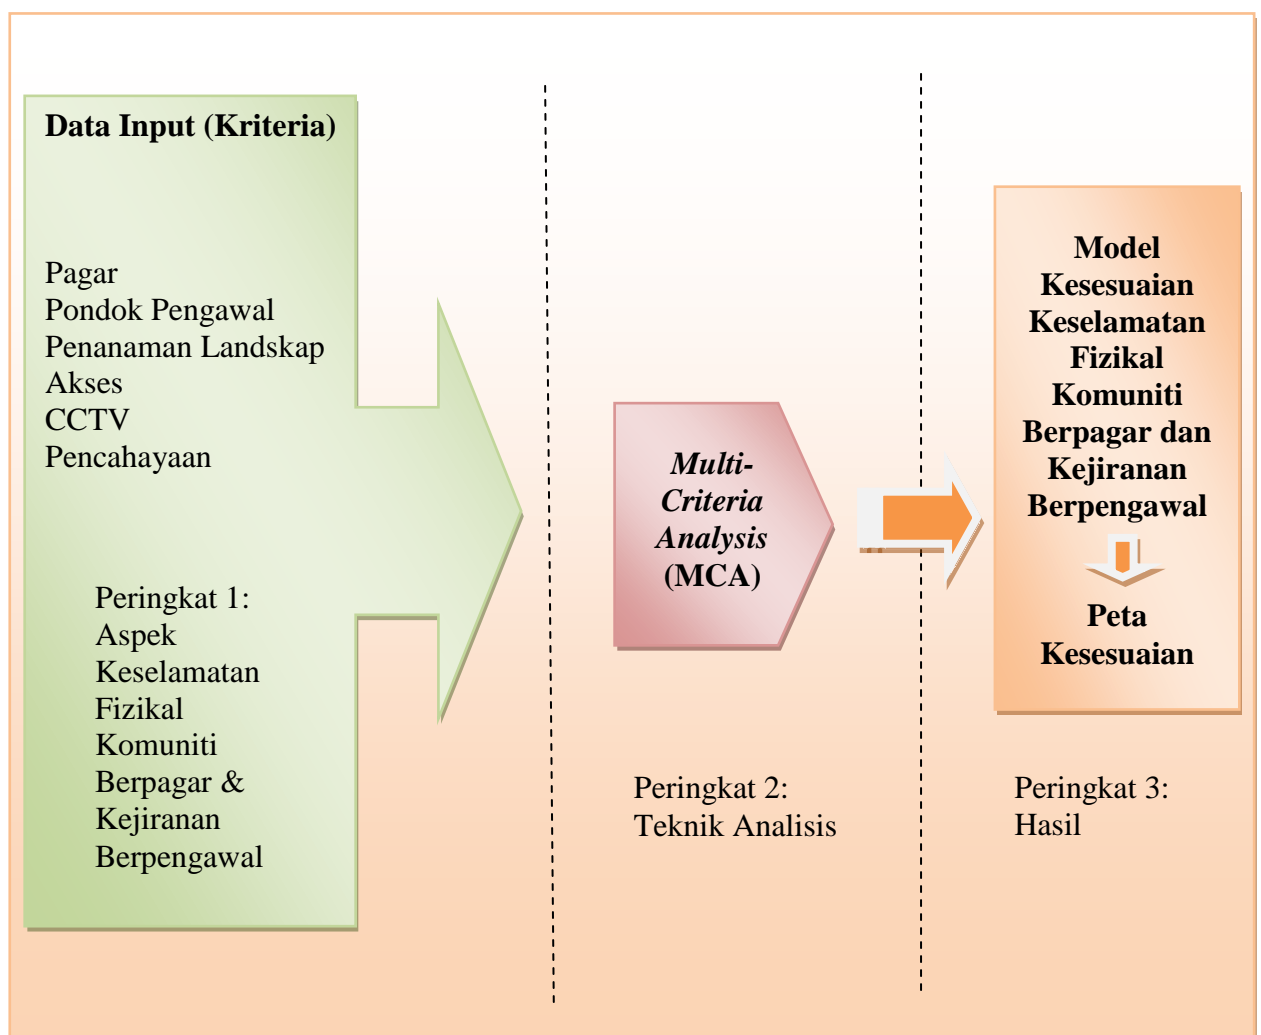 Data Input (Kriteria)
Pagar
Pondok Pengawal
Penanaman Landskap
Akses
CCTV
Pencahayaan
Peringkat 1:
Aspek
Keselamatan
Fizikal
Komuniti
Berpagar &
Kejiranan
Berpengawal
Multi-
Criteria
Analysis
(MCA)
Peringkat 2:
Teknik Analisis
Model
Kesesuaian
Keselamatan
Fizikal
Komuniti
Berpagar dan
Kejiranan
Berpengawal
Peta
Kesesuaian
Peringkat 3:
Hasil